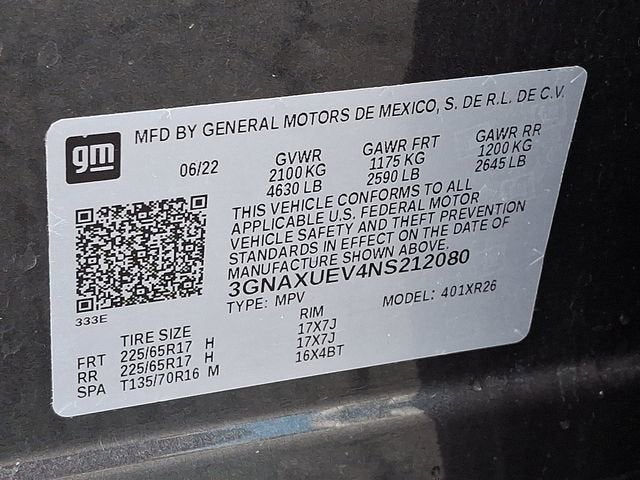 gm
MFD BY GENERAL MOTORS DE MEXICO, S. DE R.L. DE C.V.
06/22 GVWR GAWR FRT GAWR RR
2100 KG 1175 KG 1200 KG
4630 LB 2590 LB 2645 LB
THIS VEHICLE CONFORMS TO ALL
APPLICABLE U.S. FEDERAL MOTOR
VEHICLE SAFETY AND THEFT PREVENTION
STANDARDS IN EFFECT ON THE DATE OF
MANUFACTURE SHOWN ABOVE.
3GNAXUEV4NS212080
TYPE: MPV MODEL: 401XR26
333E
TIRE SIZE RIM
FRT 225/65R17 H 17X7J
RR 225/65R17 H 17X7J
SPA T135/70R16 M 16X4BT